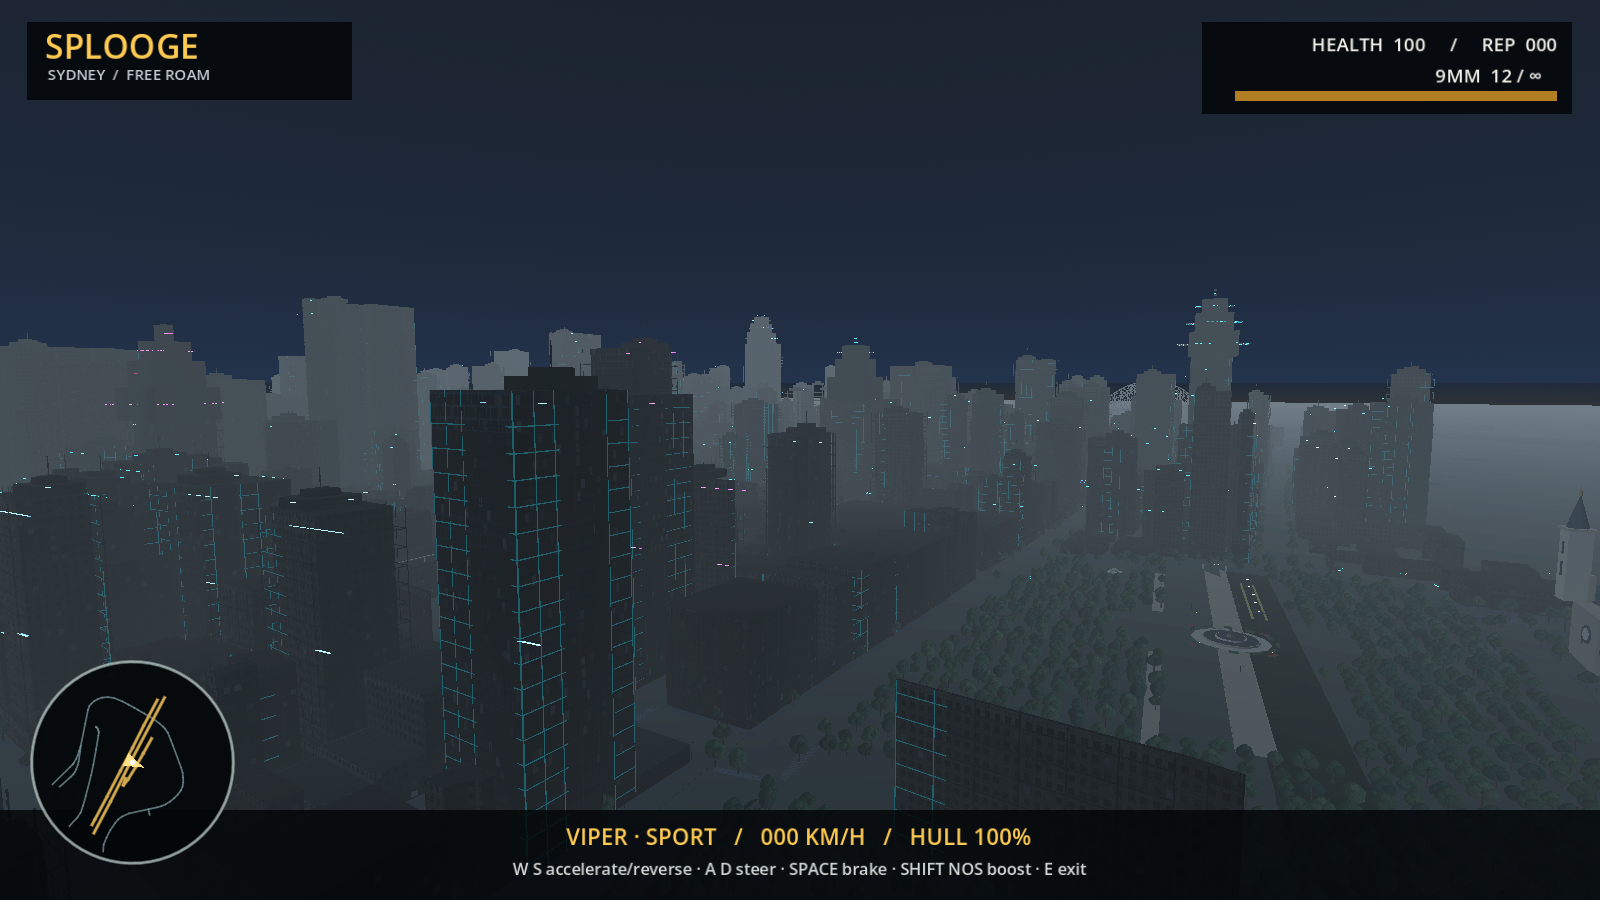 SPLOOGE
SYDNEY / FREE ROAM
HEALTH 100 / REP 000
9MM 12 / ∞
VIPER · SPORT / 000 KM/H / HULL 100%
W S accelerate/reverse · A D steer · SPACE brake · SHIFT NOS boost · E exit